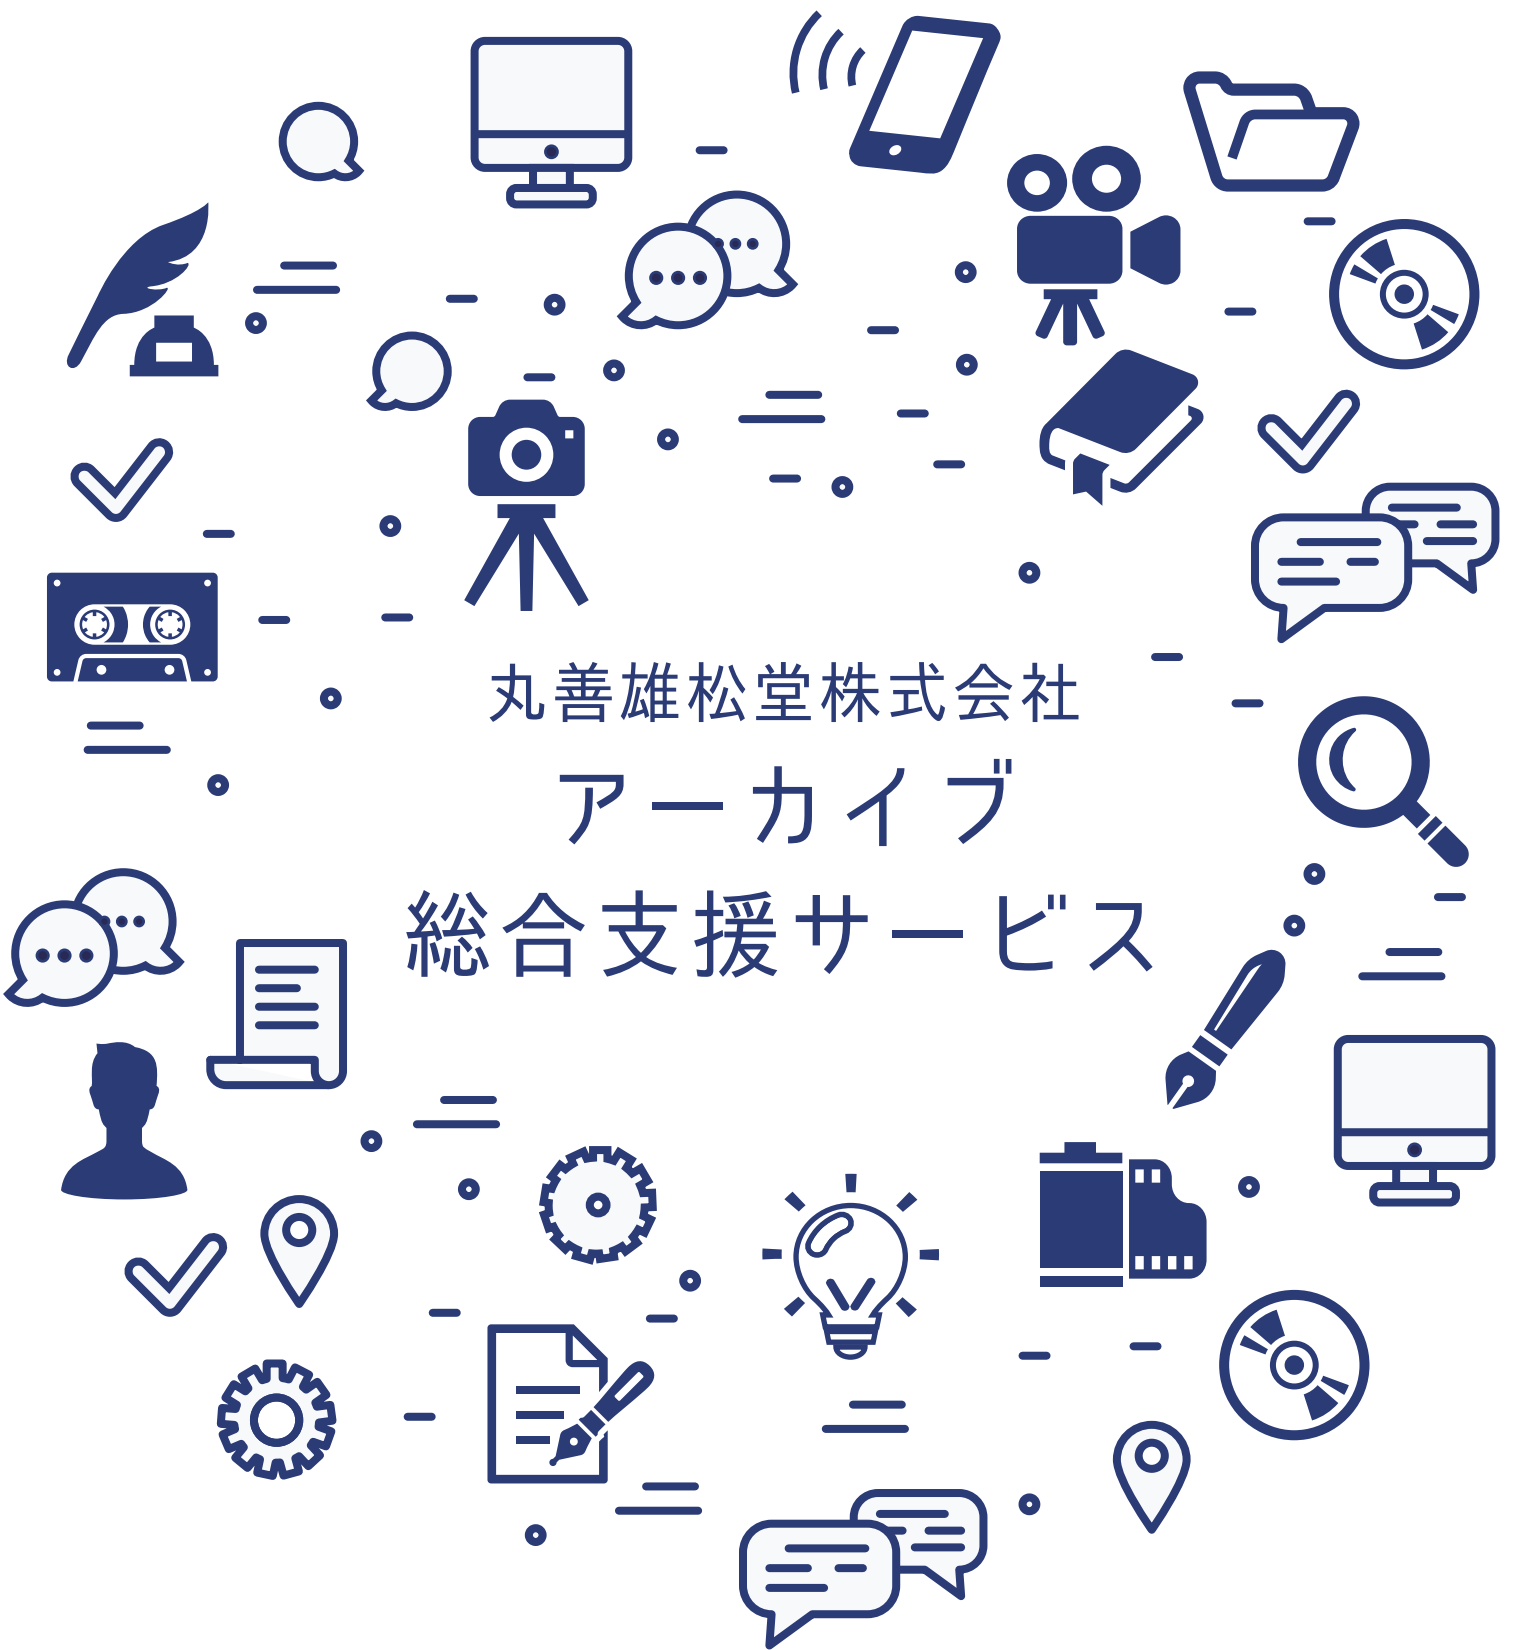 丸善雄松堂株式会社
アーカイブ
総合支援サービス